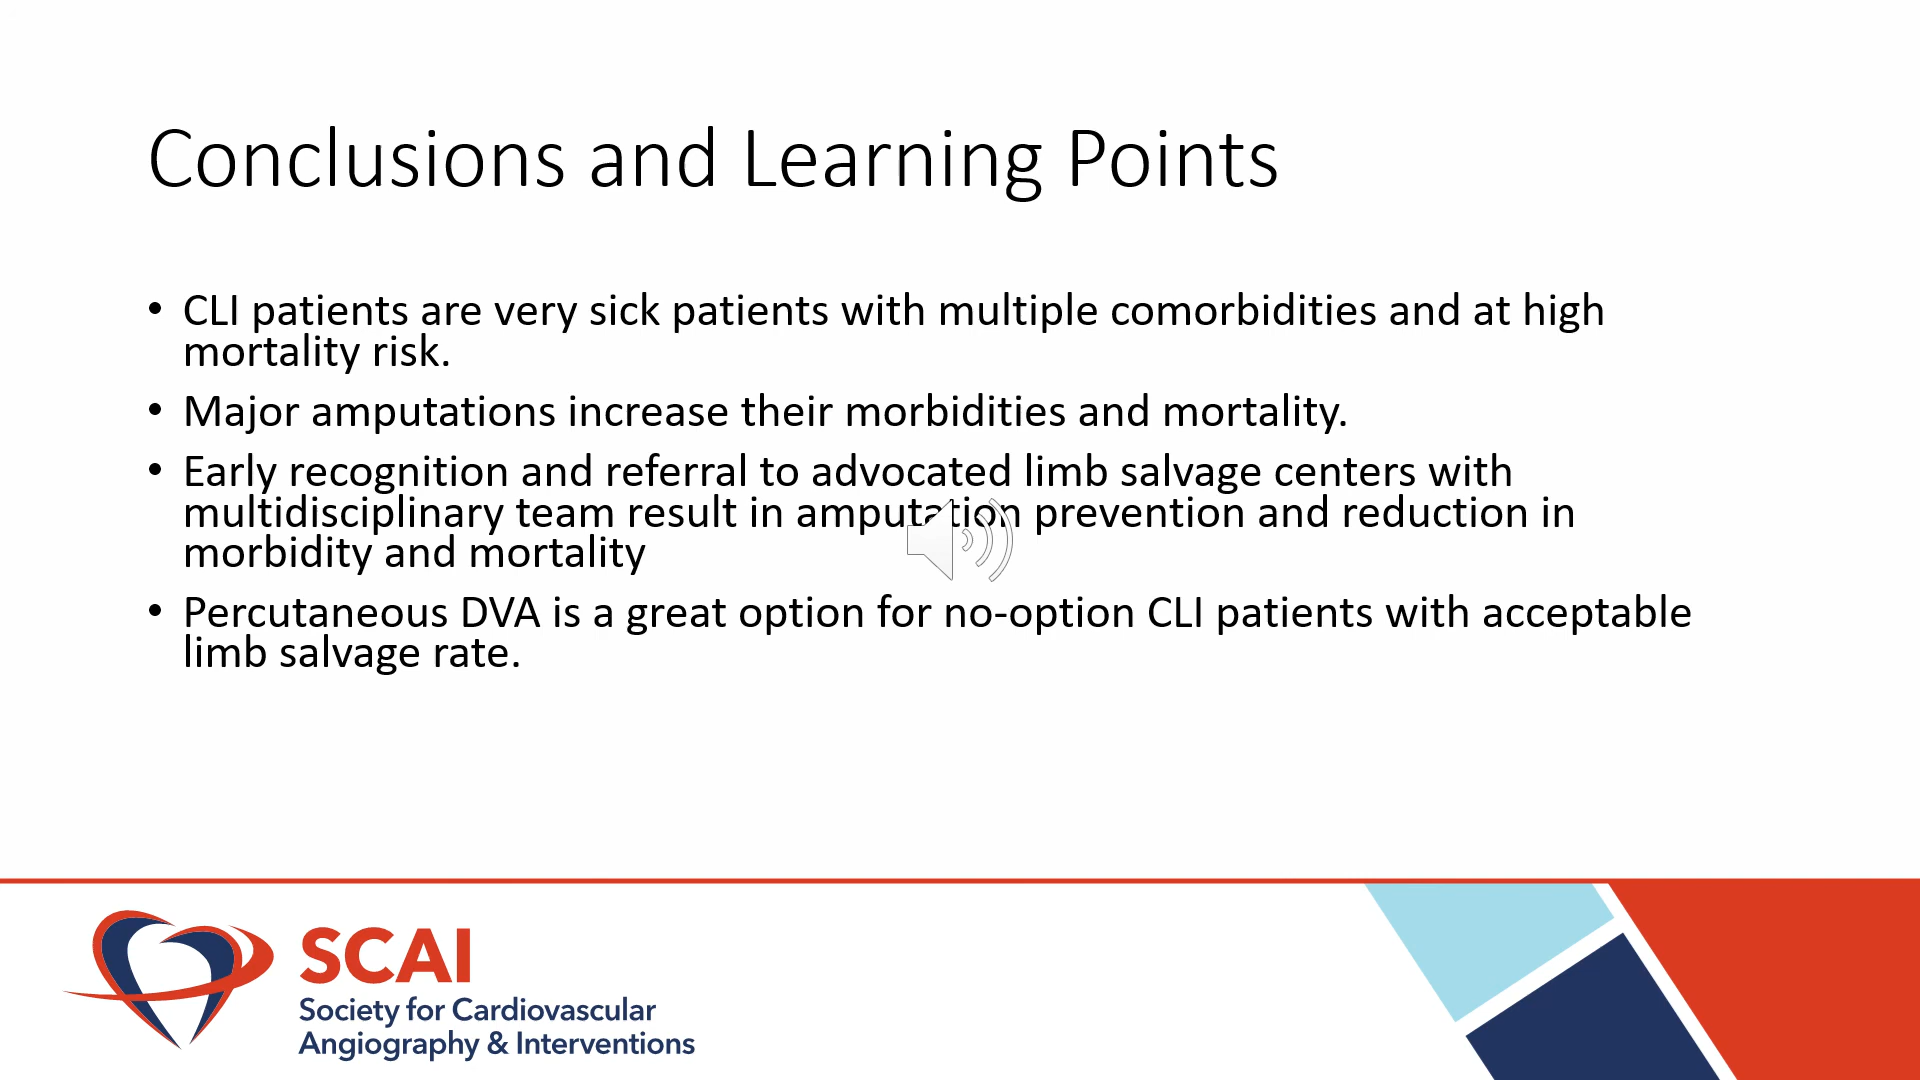 Conclusions and Learning Points
• CLI patients are very sick patients with multiple comorbidities and at high
mortality risk.
• Major amputations increase their morbidities and mortality.
• Early recognition and referral to advocated limb salvage centers with
multidisciplinary team result in amputation prevention and reduction in
morbidity and mortality
• Percutaneous DVA is a great option for no-option CLI patients with acceptable
limb salvage rate.
SCAI
Society for Cardiovascular
Angiography & Interventions